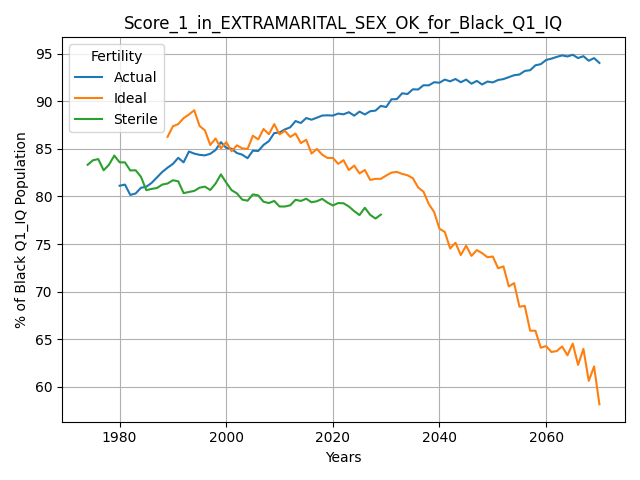 Score_1_in_EXTRAMARITAL_SEX_OK_for_Black_Q1_IQ
Fertility
Actual
Ideal
Sterile
% of Black Q1_IQ Population
95
90
85
80
75
70
65
60
1980
2000
2020
2040
2060
Years